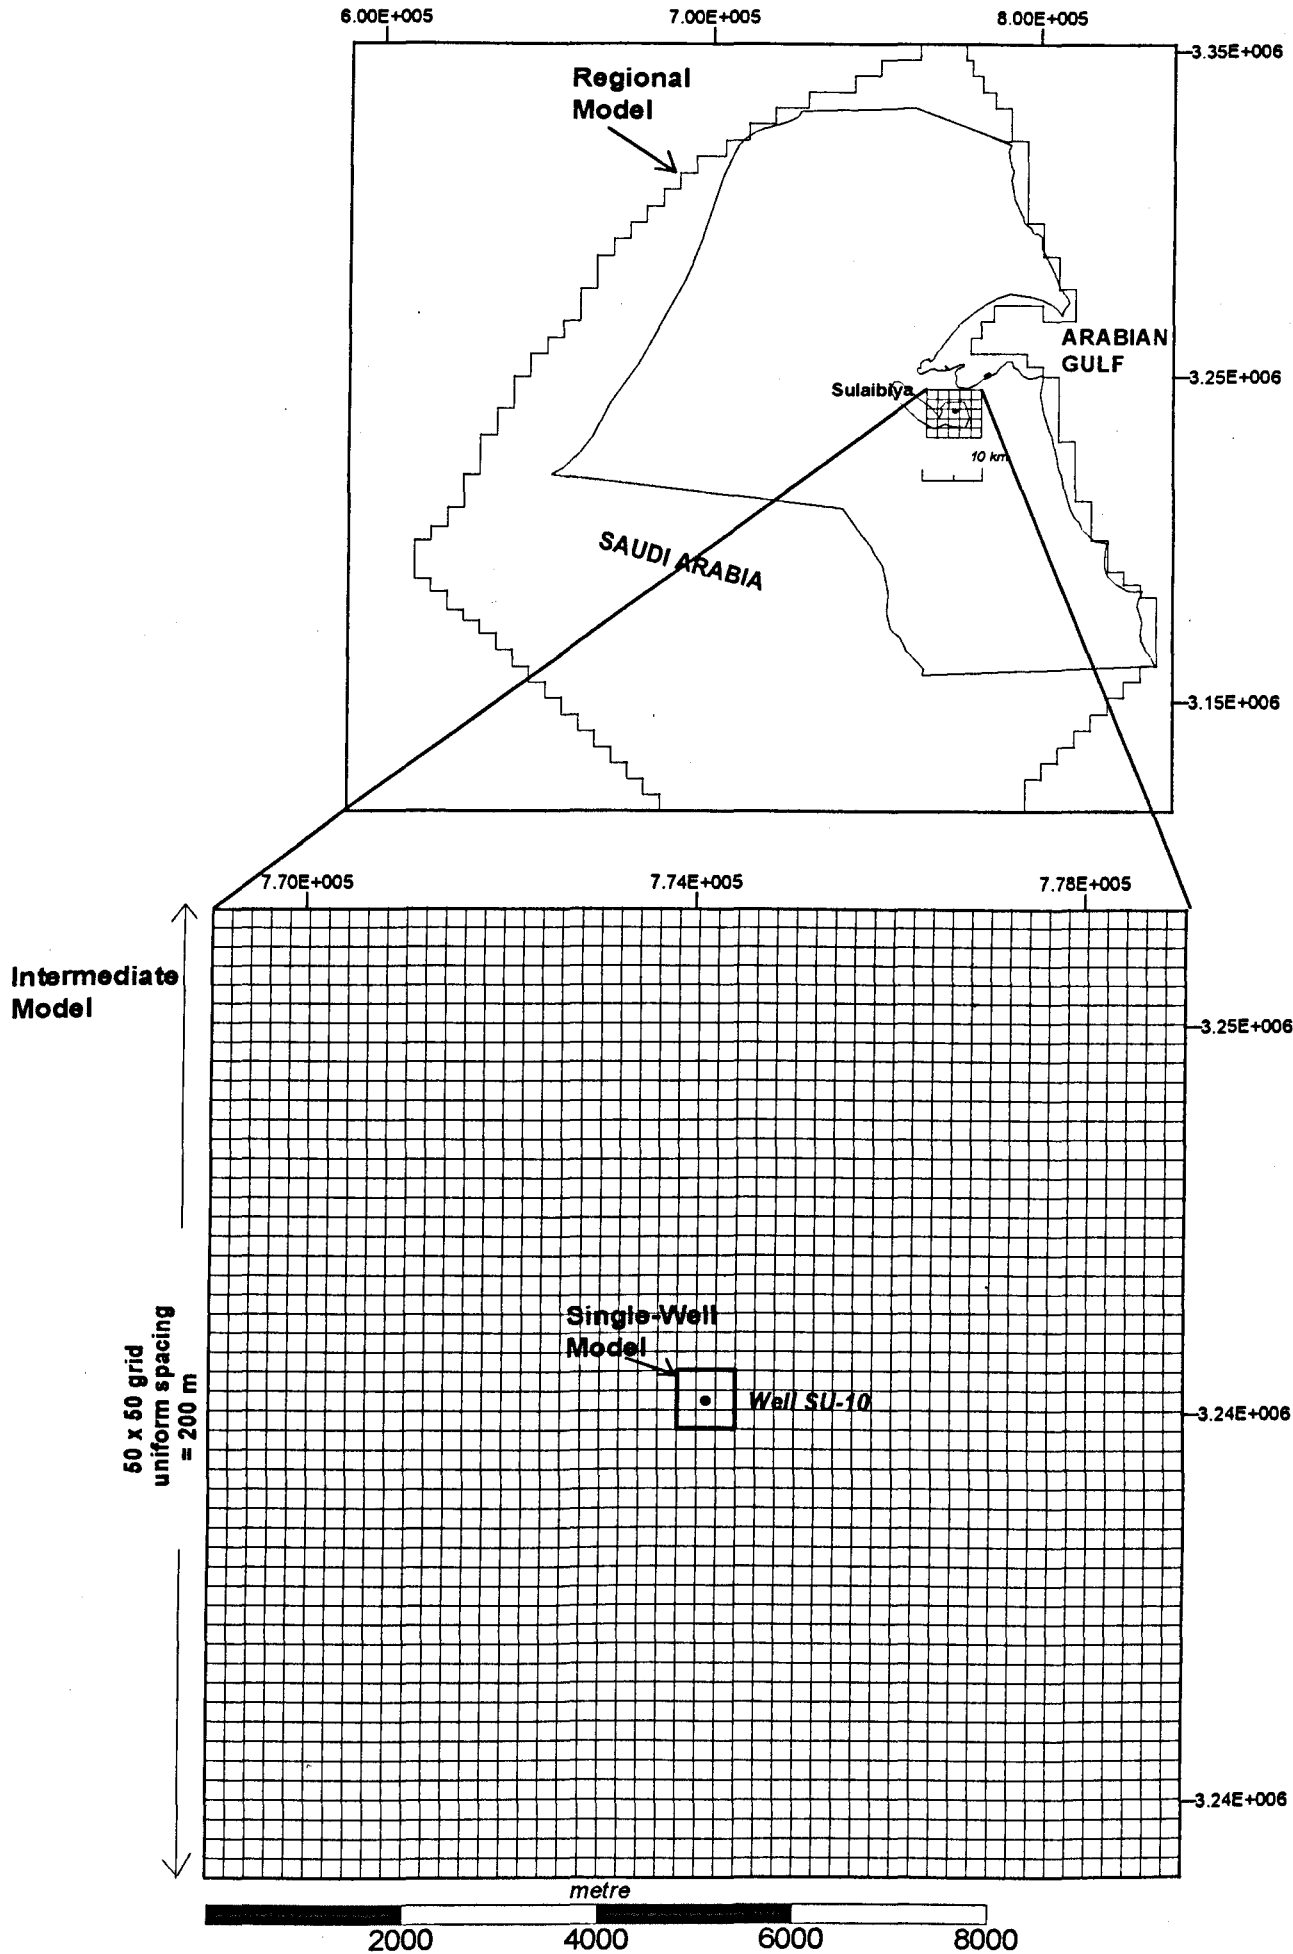 6.00E+005
7.00E+005
8.00E+005
3.35E+006
Regional
Model
ARABIAN
GULF
3.25E+006
Sulaibiya
10 km
SAUDI ARABIA
3.15E+006
7.70E+005
7.74E+005
7.78E+005
Intermediate
Model
3.25E+006
50 x 50 grid
uniform spacing
= 200 m
Single-Well
Model
Well SU-10
3.24E+006
3.24E+006
metre
2000
4000
6000
8000